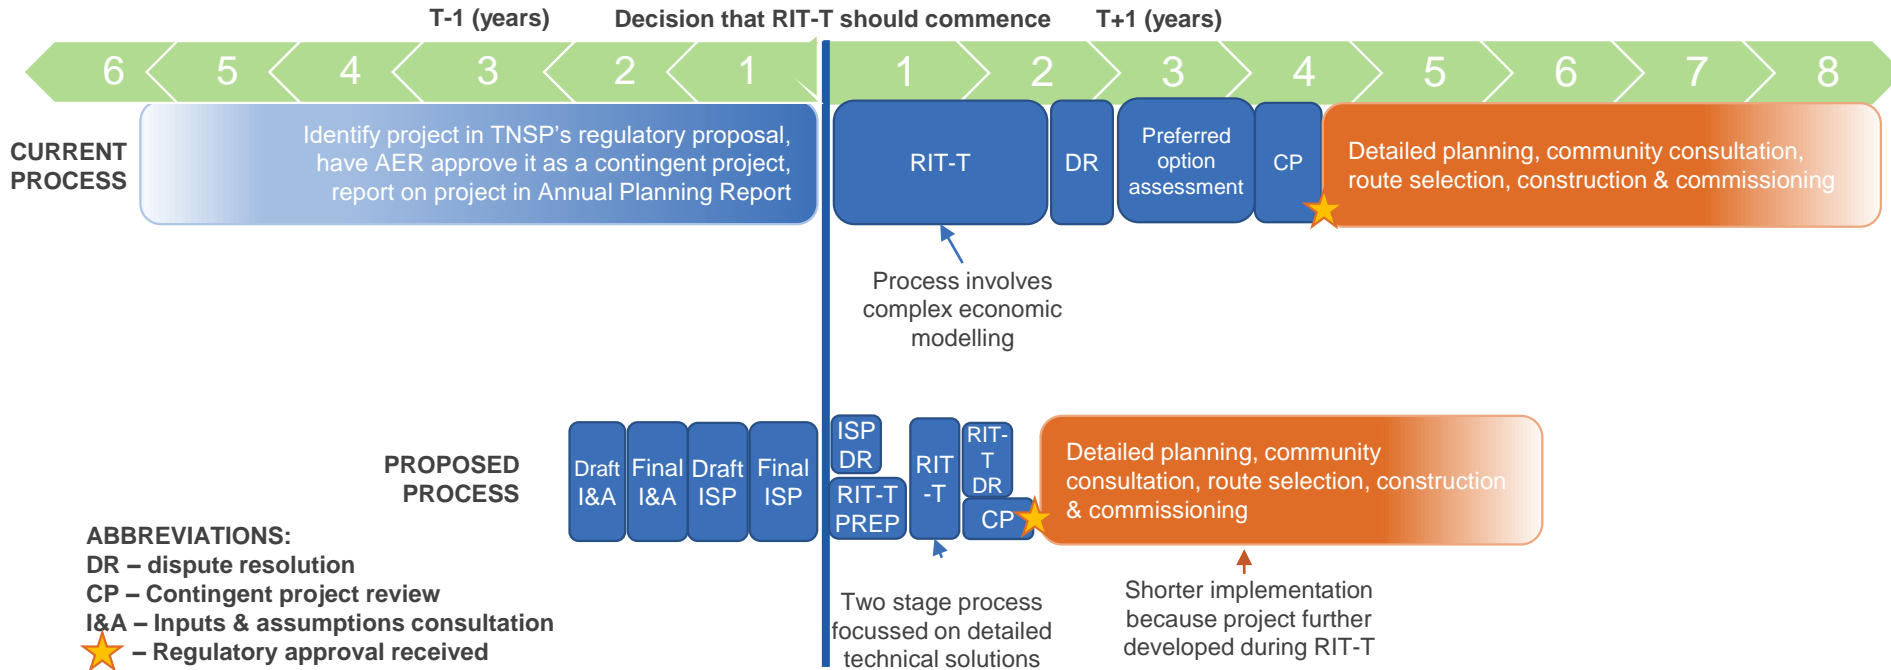 T-1 (years)
Decision that RIT-T should commence
T+1 (years)
6 5 4 3 2 1 1 2 3 4 5 6 7 8
CURRENT
PROCESS
Identify project in TNSP's regulatory proposal,
have AER approve it as a contingent project,
report on project in Annual Planning Report
RIT-T
DR
Preferred
option
assessment
CP
Detailed planning, community consultation,
route selection, construction & commissioning
Process involves
complex economic
modelling
PROPOSED
PROCESS
Draft
I&A
Final
I&A
Draft
ISP
Final
ISP
ISP
DR
RIT-T
PREP
RIT
-T
RIT-
T
DR
CP
Detailed planning, community
consultation, route selection, construction
& commissioning
Two stage process
focussed on detailed
technical solutions
Shorter implementation
because project further
developed during RIT-T
ABBREVIATIONS:
DR – dispute resolution
CP – Contingent project review
I&A – Inputs & assumptions consultation
– Regulatory approval received